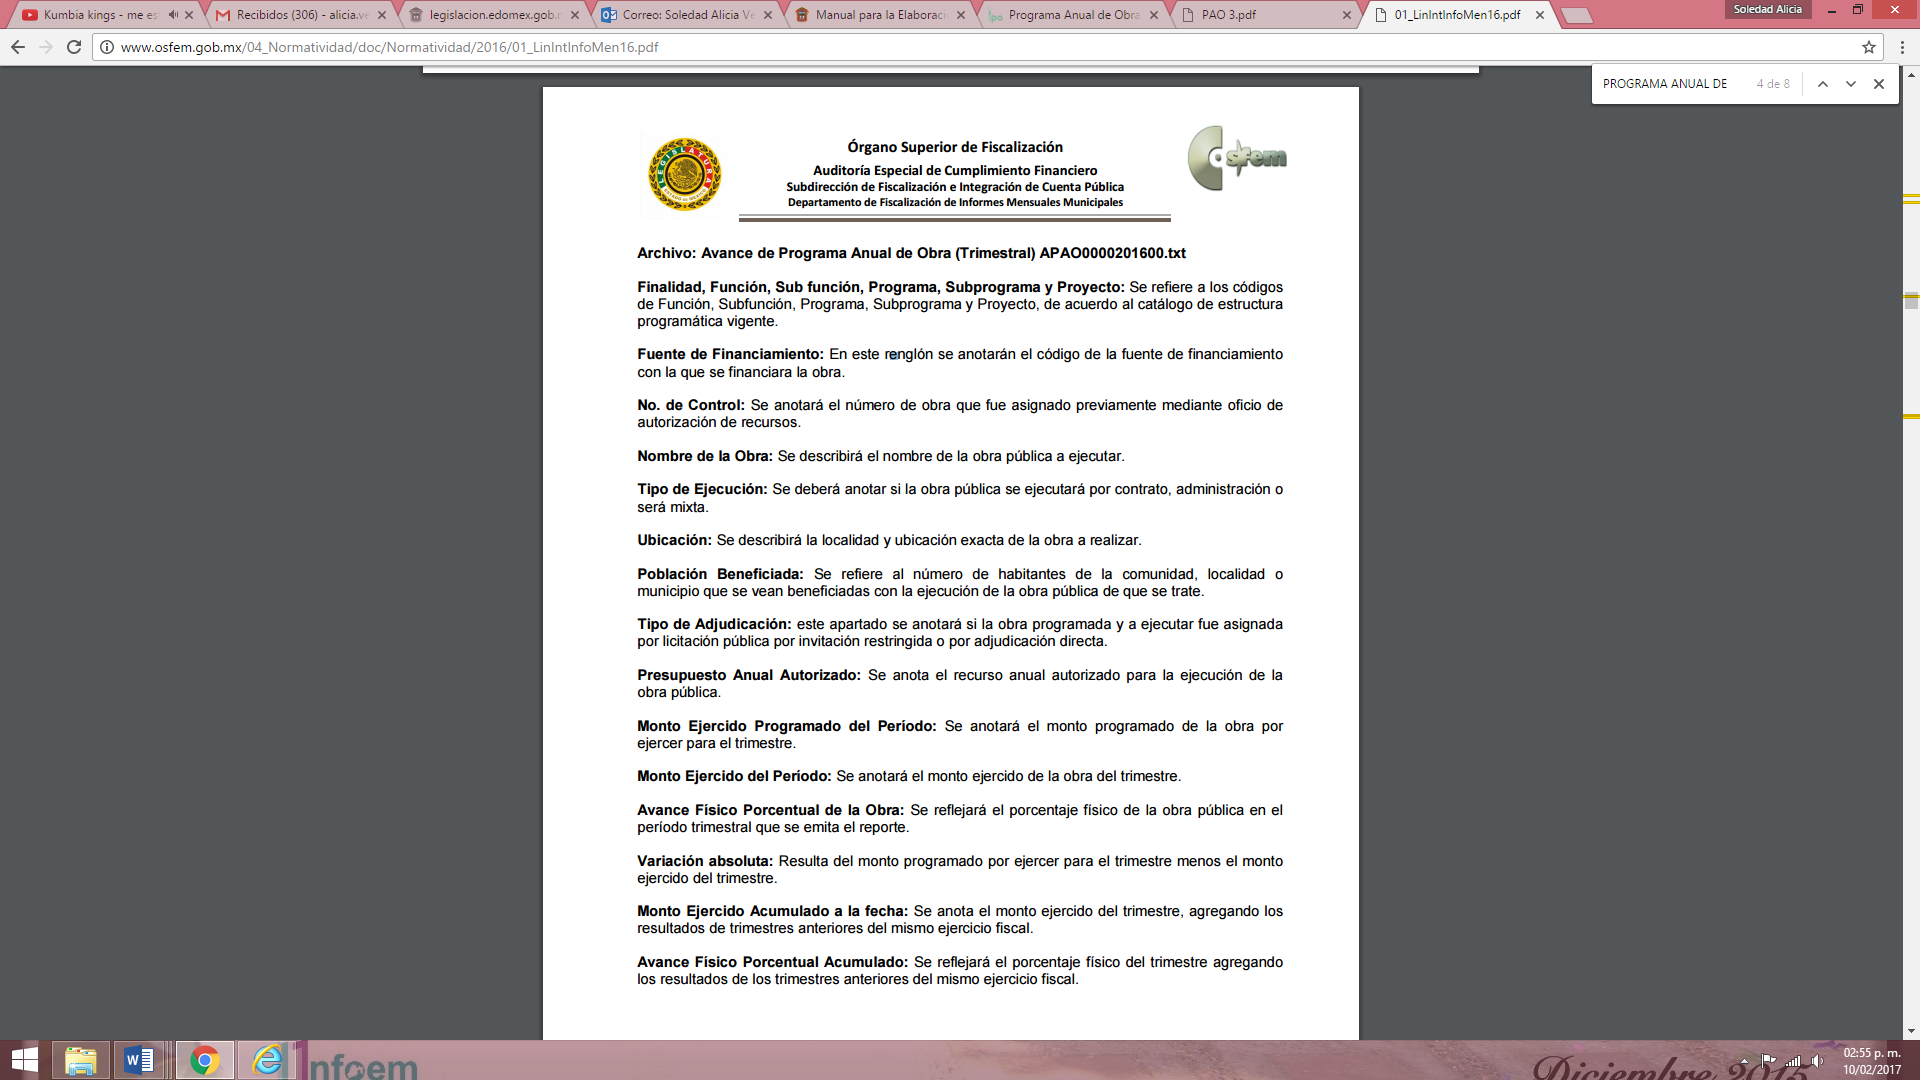 Kumbia kings - me es
Recibidos (306) - alicia.ve
legislacion.edomex.gob.m
Correo: Soledad Alicia Ve
Manual para la Elaboraci
Programa Anual de Obra
PAO 3.pdf
01_LinIntInfoMen16.pdf
Soledad Alicia
www.osfem.gob.mx/04_Normatividad/doc/Normatividad/2016/01_LinIntInfoMen16.pdf
PROGRAMA ANUAL DE
4 de 8
Órgano Superior de Fiscalización
Auditoría Especial de Cumplimiento Financiero
Subdirección de Fiscalización e Integración de Cuenta Pública
Departamento de Fiscalización de Informes Mensuales Municipales
LEGISLATURA
osfem
Archivo: Avance de Programa Anual de Obra (Trimestral) APAO0000201600.txt
Finalidad, Función, Sub función, Programa, Subprograma y Proyecto: Se refiere a los códigos
de Función, Subfunción, Programa, Subprograma y Proyecto, de acuerdo al catálogo de estructura
programática vigente.
Fuente de Financiamiento: En este renglón se anotarán el código de la fuente de financiamiento
con la que se financiara la obra.
No. de Control: Se anotará el número de obra que fue asignado previamente mediante oficio de
autorización de recursos.
Nombre de la Obra: Se describirá el nombre de la obra pública a ejecutar.
Tipo de Ejecución: Se deberá anotar si la obra pública se ejecutará por contrato, administración o
será mixta.
Ubicación: Se describirá la localidad y ubicación exacta de la obra a realizar.
Población Beneficiada: Se refiere al número de habitantes de la comunidad, localidad o
municipio que se vean beneficiadas con la ejecución de la obra pública de que se trate.
Tipo de Adjudicación: este apartado se anotará si la obra programada y a ejecutar fue asignada
por licitación pública por invitación restringida o por adjudicación directa.
Presupuesto Anual Autorizado: Se anota el recurso anual autorizado para la ejecución de la
obra pública.
Monto Ejercido Programado del Período: Se anotará el monto programado de la obra por
ejercer para el trimestre.
Monto Ejercido del Período: Se anotará el monto ejercido de la obra del trimestre.
Avance Físico Porcentual de la Obra: Se reflejará el porcentaje físico de la obra pública en el
período trimestral que se emita el reporte.
Variación absoluta: Resulta del monto programado por ejercer para el trimestre menos el monto
ejercido del trimestre.
Monto Ejercido Acumulado a la fecha: Se anota el monto ejercido del trimestre, agregando los
resultados de trimestres anteriores del mismo ejercicio fiscal.
Avance Físico Porcentual Acumulado: Se reflejará el porcentaje físico del trimestre agregando
los resultados de los trimestres anteriores del mismo ejercicio fiscal.
Infoem
Diciembre 2015
02:55 p. m.
10/02/2017